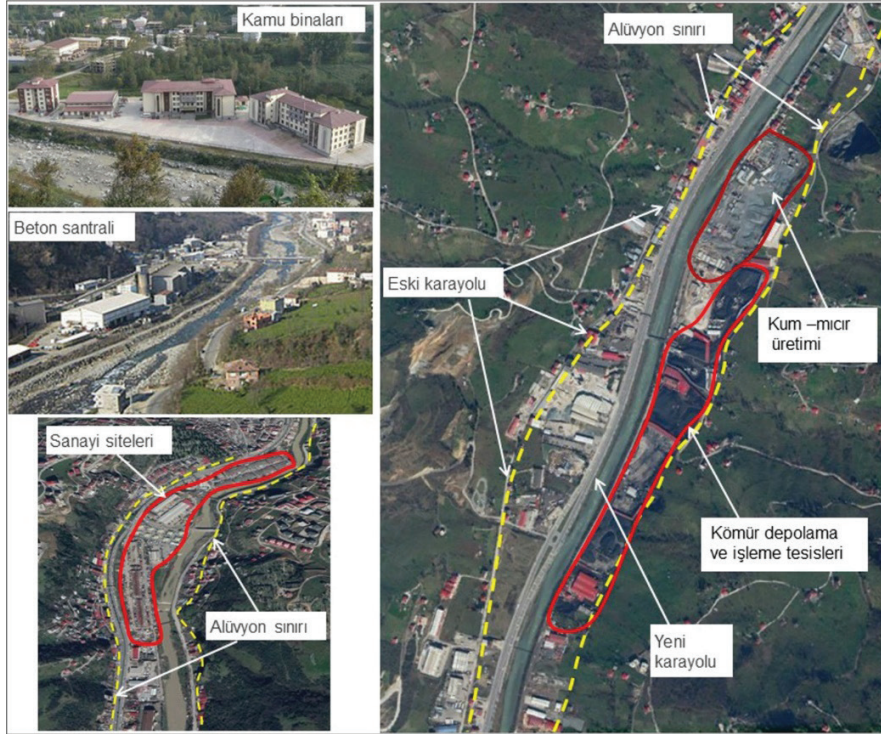 Kamu binaları
Beton santrali
Sanayi siteleri
Alüvyon sınırı
Alüvyon sınırı
Eski karayolu
Kum –mıcır
üretimi
Kömür depolama
ve işleme tesisleri
Yeni
karayolu